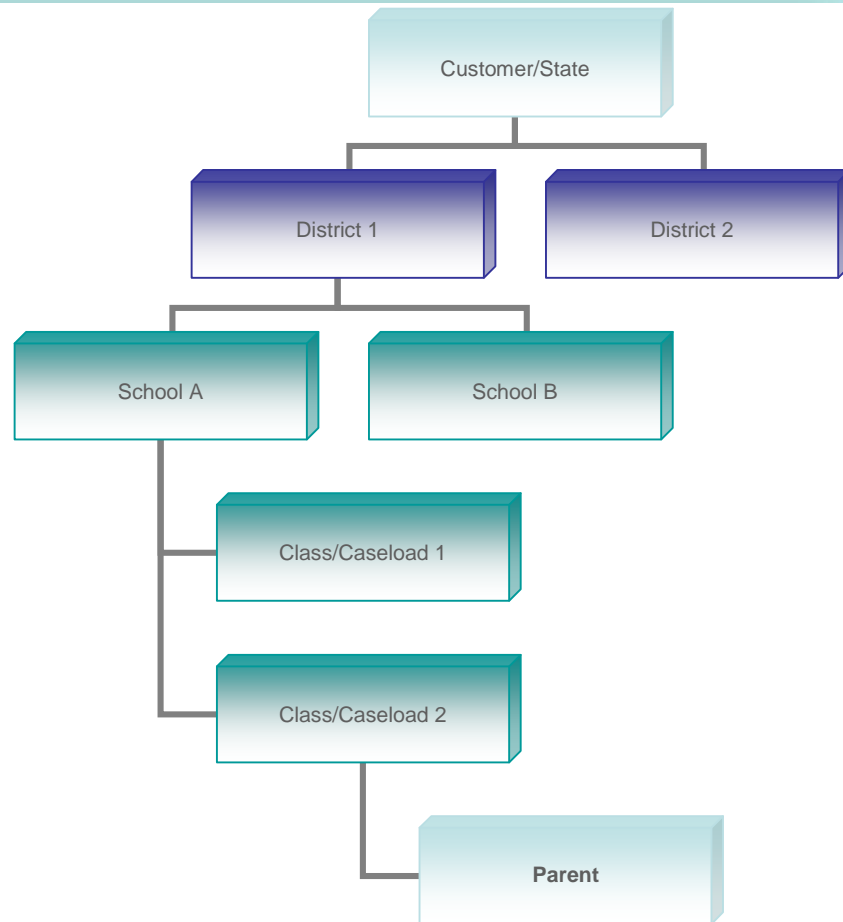 Customer/State
District 1
District 2
School A
School B
Class/Caseload 1
Class/Caseload 2
Parent